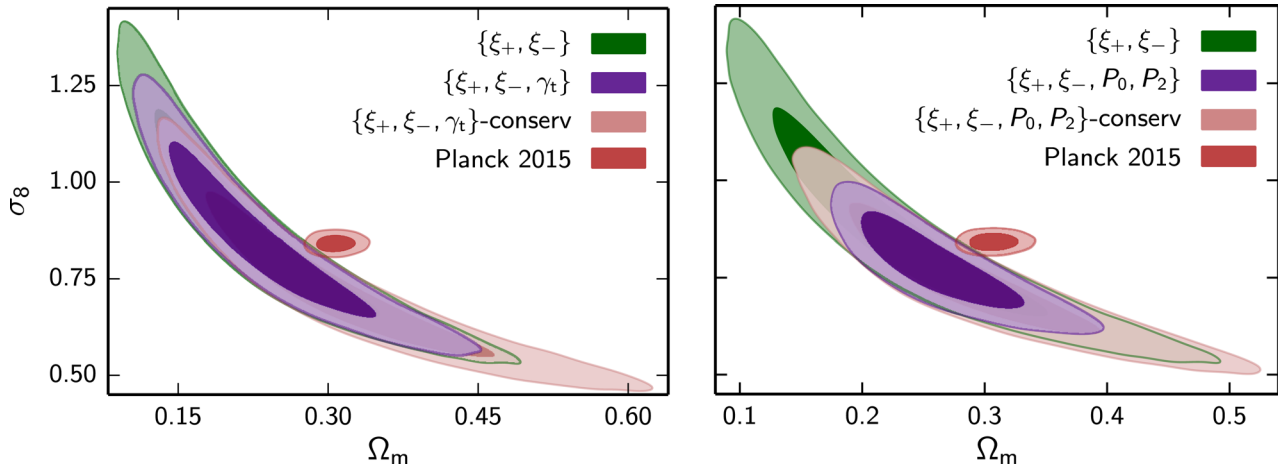 {ξ₊, ξ₋}
{ξ₊, ξ₋, γₜ}
{ξ₊, ξ₋, γₜ}-conserv
Planck 2015
1.25
1.00
0.75
0.50
σ₈
0.15 0.30 0.45 0.60
Ωₘ
{ξ₊, ξ₋}
{ξ₊, ξ₋, P₀, P₂}
{ξ₊, ξ₋, P₀, P₂}-conserv
Planck 2015
0.1 0.2 0.3 0.4 0.5
Ωₘ